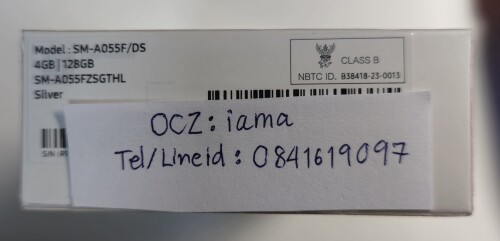 Model : SM-A055F/DS
4GB | 128GB
SM-A055FZSGTHL
Silver
CLASS B
NBTC ID. B38418-23-0013
OCZ : iama
Tel/Lineid : 0841619097
S/N